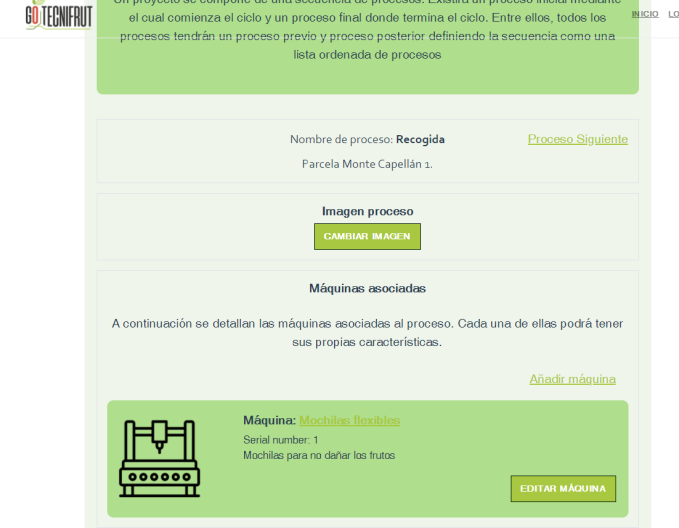 Un proyecto se compone de una secuencia de procesos. Existirá un proceso inicial mediante
GO TECNIFRUT
INICIO
el cual comienza el ciclo y un proceso final donde termina el ciclo. Entre ellos, todos los
procesos tendrán un proceso previo y proceso posterior definiendo la secuencia como una
lista ordenada de procesos
Nombre de proceso: Recogida
Proceso Siguiente
Parcela Monte Capellán 1.
Imagen proceso
CAMBIAR IMAGEN
Máquinas asociadas
A continuación se detallan las máquinas asociadas al proceso. Cada una de ellas podrá tener
sus propias características.
Añadir máquina
Máquina: Mochilas flexibles
Serial number: 1
Mochilas para no dañar los frutos
EDITAR MÁQUINA